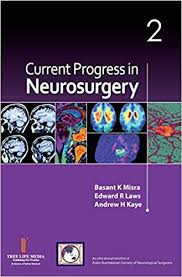 2
Current Progress in
Neurosurgery
Basant K Misra
Edward R Laws
Andrew H Kaye
TREE LIFE MEDIA
An educational initiative of
Asian Australasian Society of Neurological Surgeons